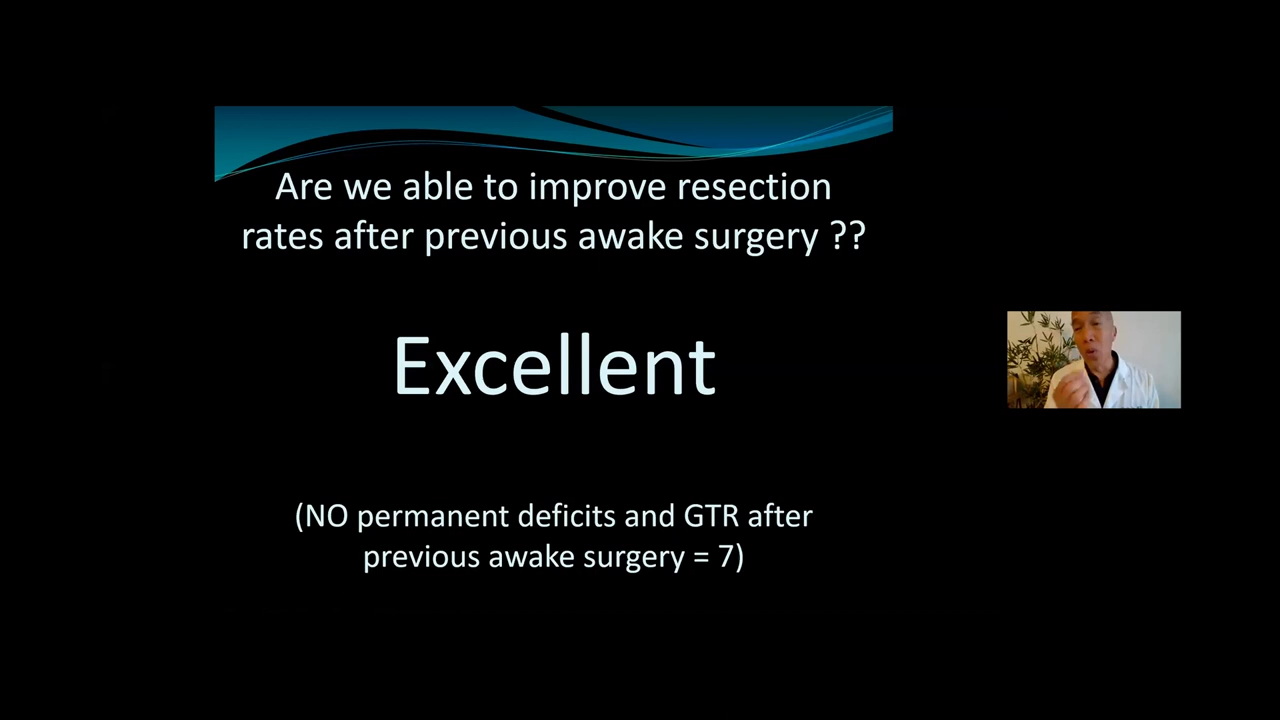 Are we able to improve resection
rates after previous awake surgery ??
Excellent
(NO permanent deficits and GTR after
previous awake surgery = 7)